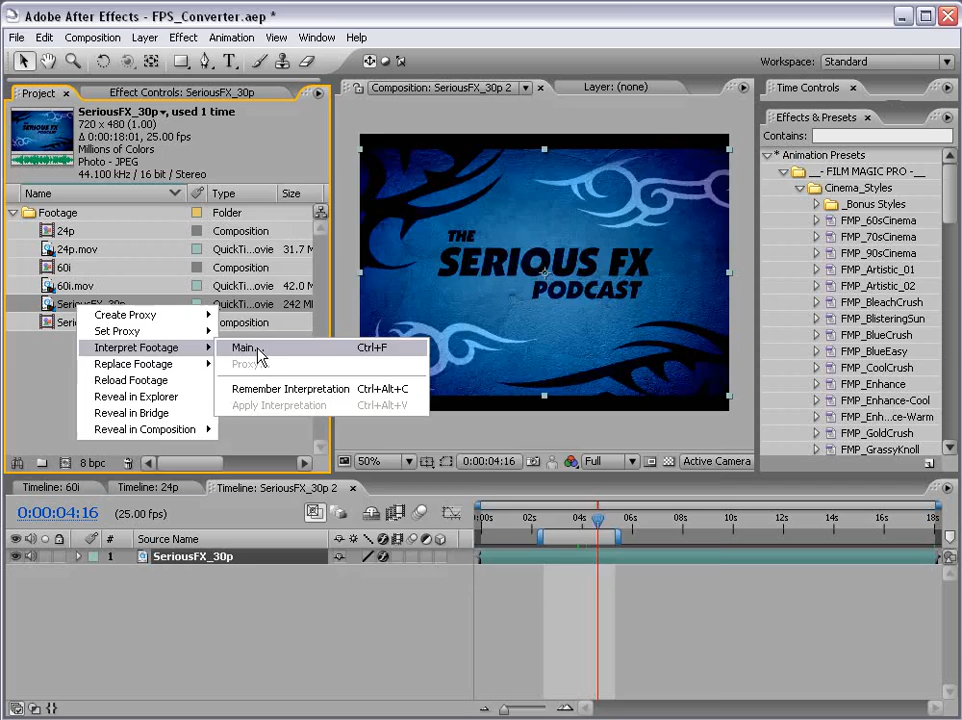 Adobe After Effects - FPS_Converter.aep *
File Edit Composition Layer Effect Animation View Window Help
Workspace: Standard
Project
Effect Controls: SeriousFX_30p
Composition: SeriousFX_30p 2
Layer: (none)
Time Controls
SeriousFX_30p , used 1 time
720 x 480 (1.00)
Δ 0:00:18:01, 25.00 fps
Millions of Colors
Photo - JPEG
44.100 kHz / 16 bit / Stereo
Effects & Presets
Contains:
* Animation Presets
__- FILM MAGIC PRO -__
Cinema_Styles
_Bonus Styles
FMP_60sCinema
FMP_70sCinema
FMP_90sCinema
FMP_Artistic_01
FMP_Artistic_02
FMP_BleachCrush
FMP_BlisteringSun
FMP_BlueCrush
FMP_BlueEasy
FMP_CoolCrush
FMP_Enhance
FMP_Enhance-Cool
FMP_Enh...e-Warm
FMP_GoldCrush
FMP_GrassyKnoll
Name Type Size
Footage Folder
24p Composition
24p.mov QuickTi...ovie 31.7 M
60i Composition
60i.mov QuickTi...ovie 42.0 M
SeriousFX_30p QuickTi...ovie 242 MI
Seri omposition
Create Proxy
Set Proxy
Interpret Footage
Replace Footage
Reload Footage
Reveal in Explorer
Reveal in Bridge
Reveal in Composition
Main... Ctrl+F
Proxy...
Remember Interpretation Ctrl+Alt+C
Apply Interpretation Ctrl+Alt+V
THE
SERIOUS FX
PODCAST
8 bpc
50% 0:00:04:16 Full Active Camera
Timeline: 60i
Timeline: 24p
Timeline: SeriousFX_30p 2
0:00:04:16 (25.00 fps)
:00s 02s 04s 06s 08s 10s 12s 14s 16s 18s
# Source Name
1 SeriousFX_30p